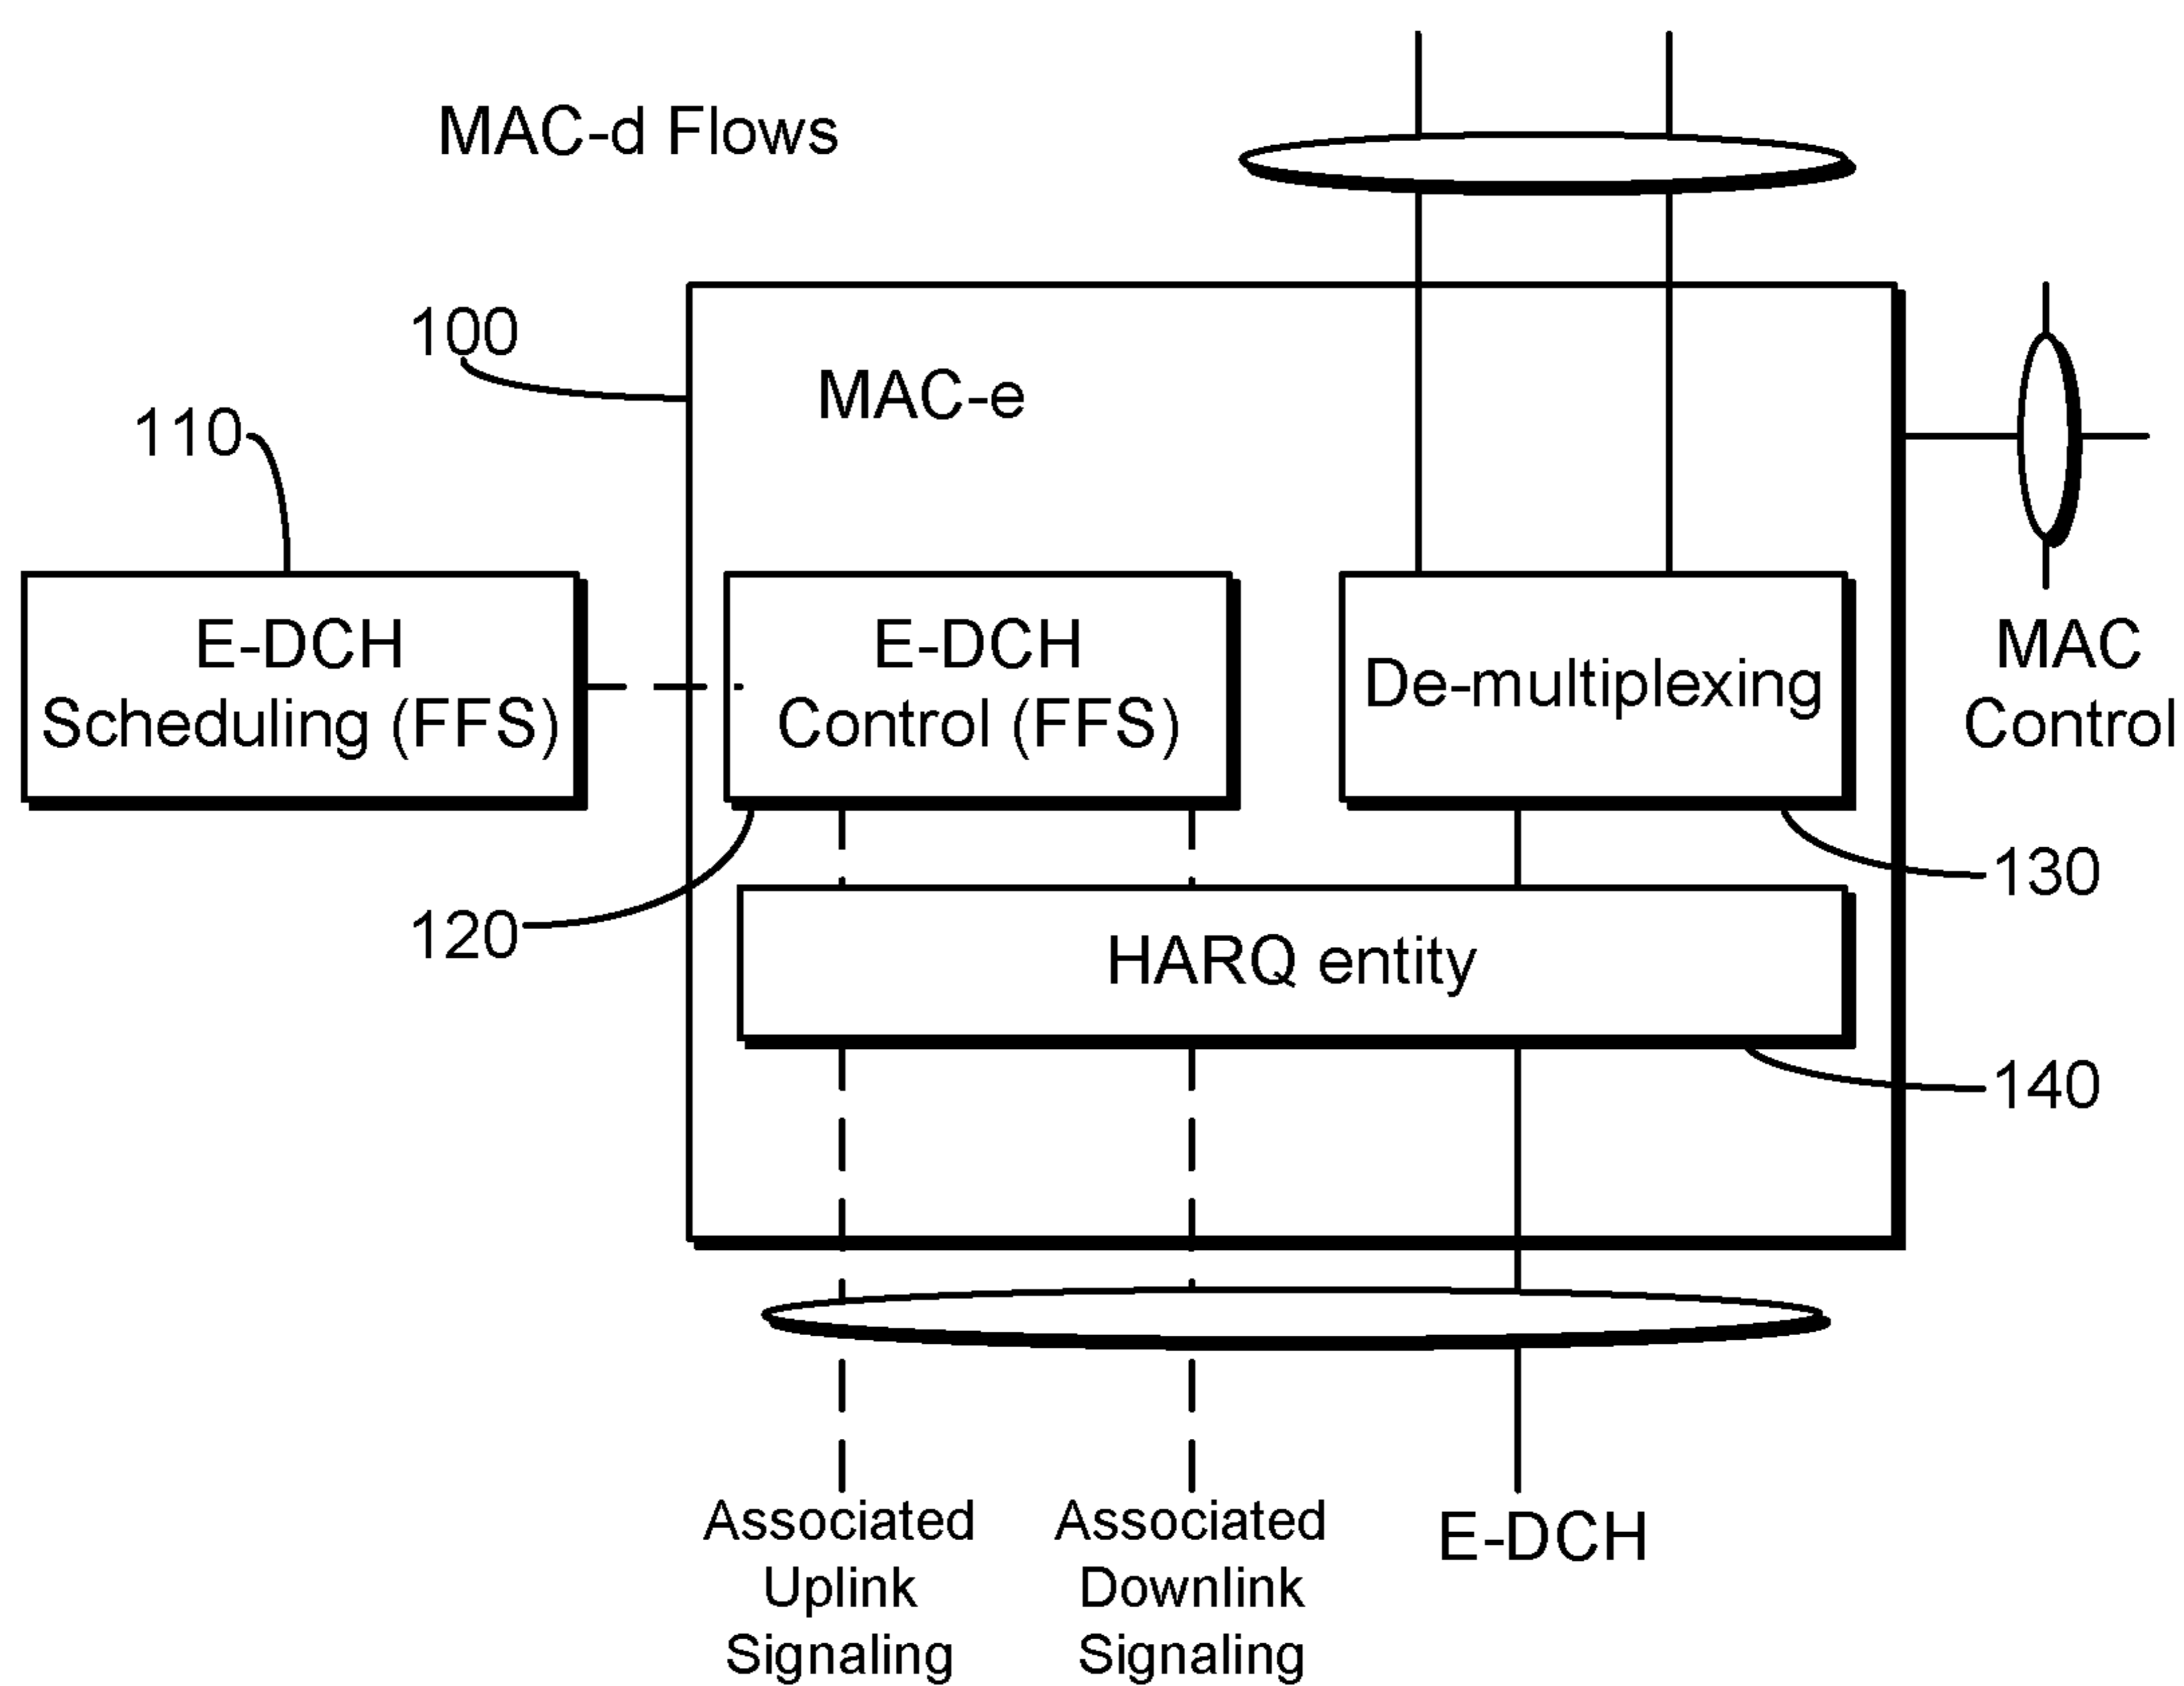 MAC-d Flows
100
MAC-e
110
E-DCH
Scheduling (FFS)
E-DCH
Control (FFS)
De-multiplexing
MAC
Control
130
120
HARQ entity
140
Associated
Uplink
Signaling
Associated
Downlink
Signaling
E-DCH